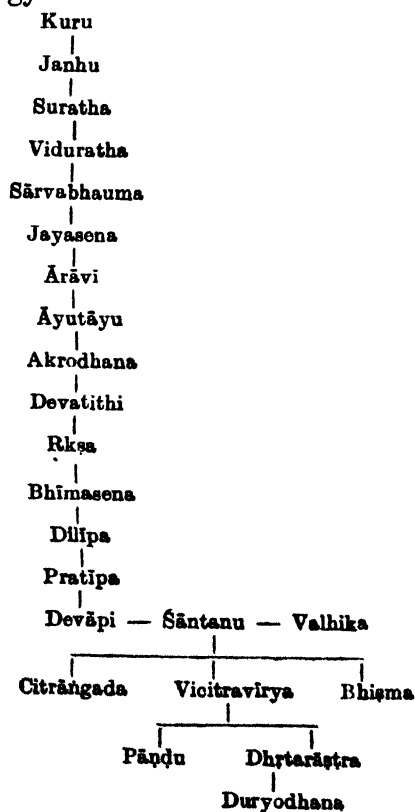 Kuru
Janhu
Suratha
Viduratha
Sārvabhauma
Jayasena
Ārāvi
Āyutāyu
Akrodhana
Devatithi
Ṛkṣa
Bhīmasena
Dilīpa
Pratīpa
Devāpi — Śāntanu — Valhika
Citrāṅgada Vicitravīrya Bhiṣma
Pāṇḍu Dhṛtarāṣṭra
Duryodhana